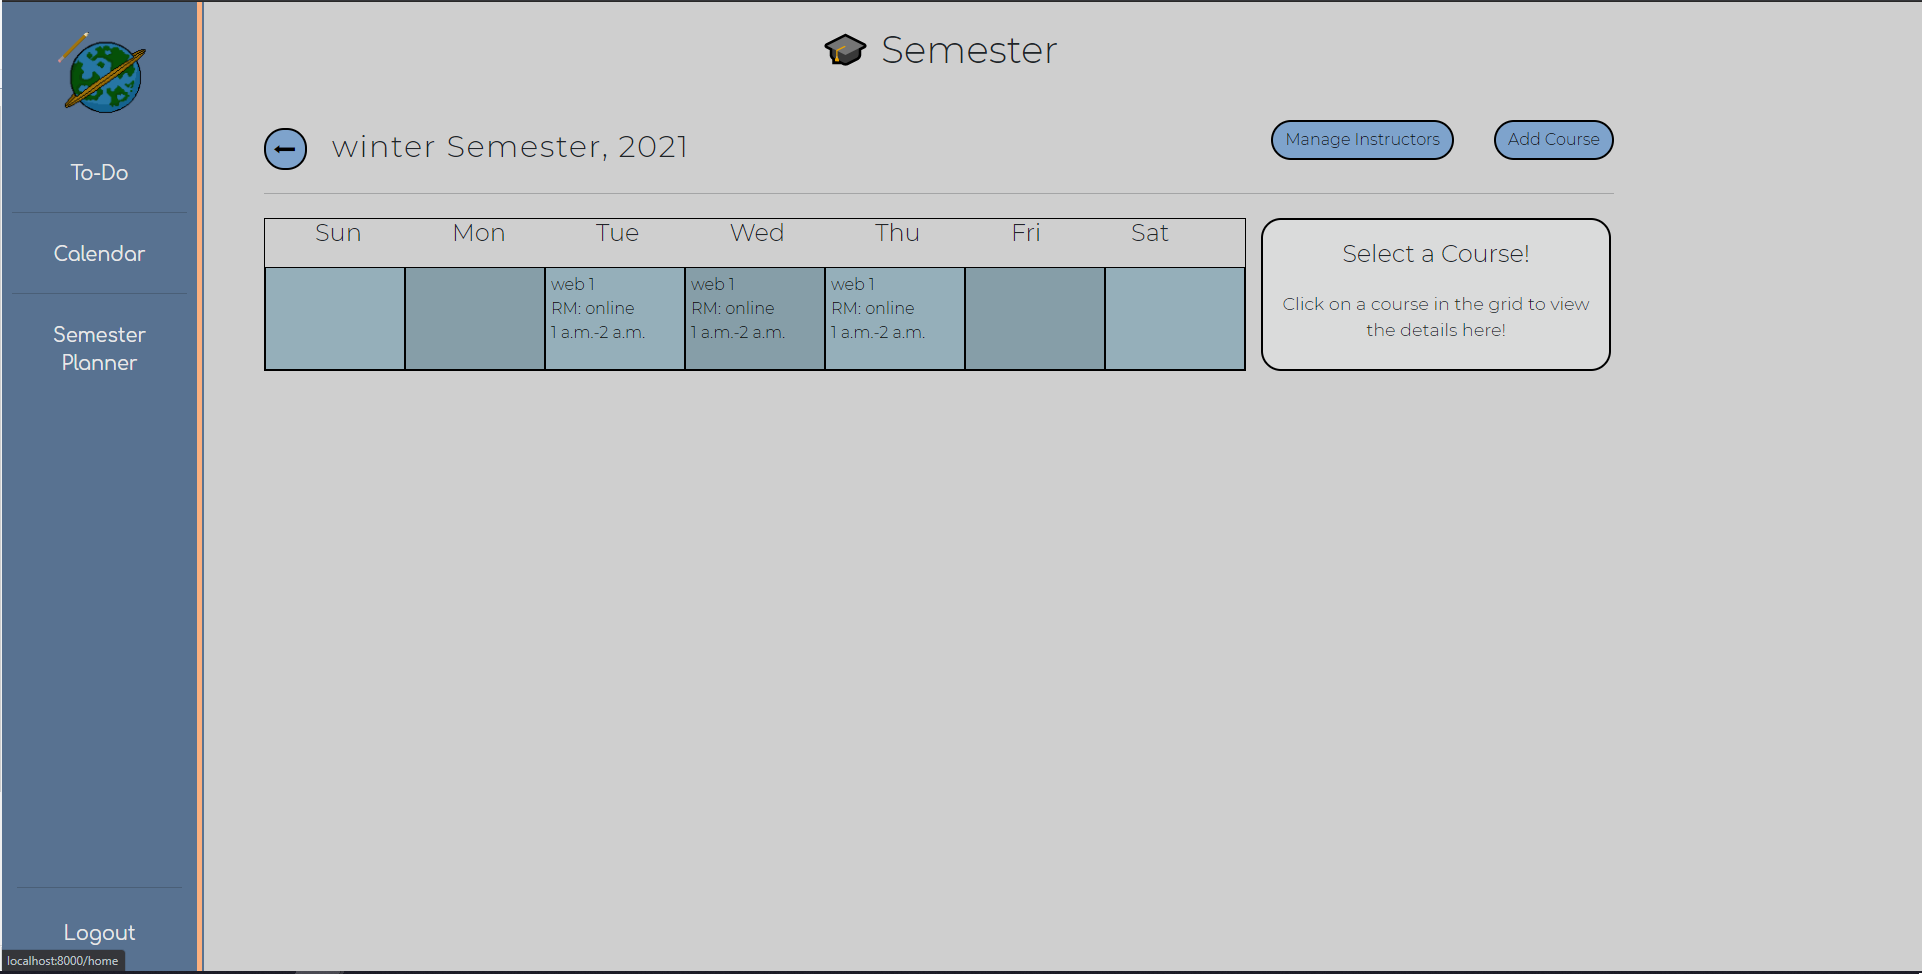 Semester
To-Do
Calendar
Semester
Planner
Logout
localhost:8000/home
winter Semester, 2021
Manage Instructors
Add Course
Sun Mon Tue Wed Thu Fri Sat
web 1 web 1 web 1
RM: online RM: online RM: online
1 a.m.-2 a.m. 1 a.m.-2 a.m. 1 a.m.-2 a.m.
Select a Course!
Click on a course in the grid to view
the details here!